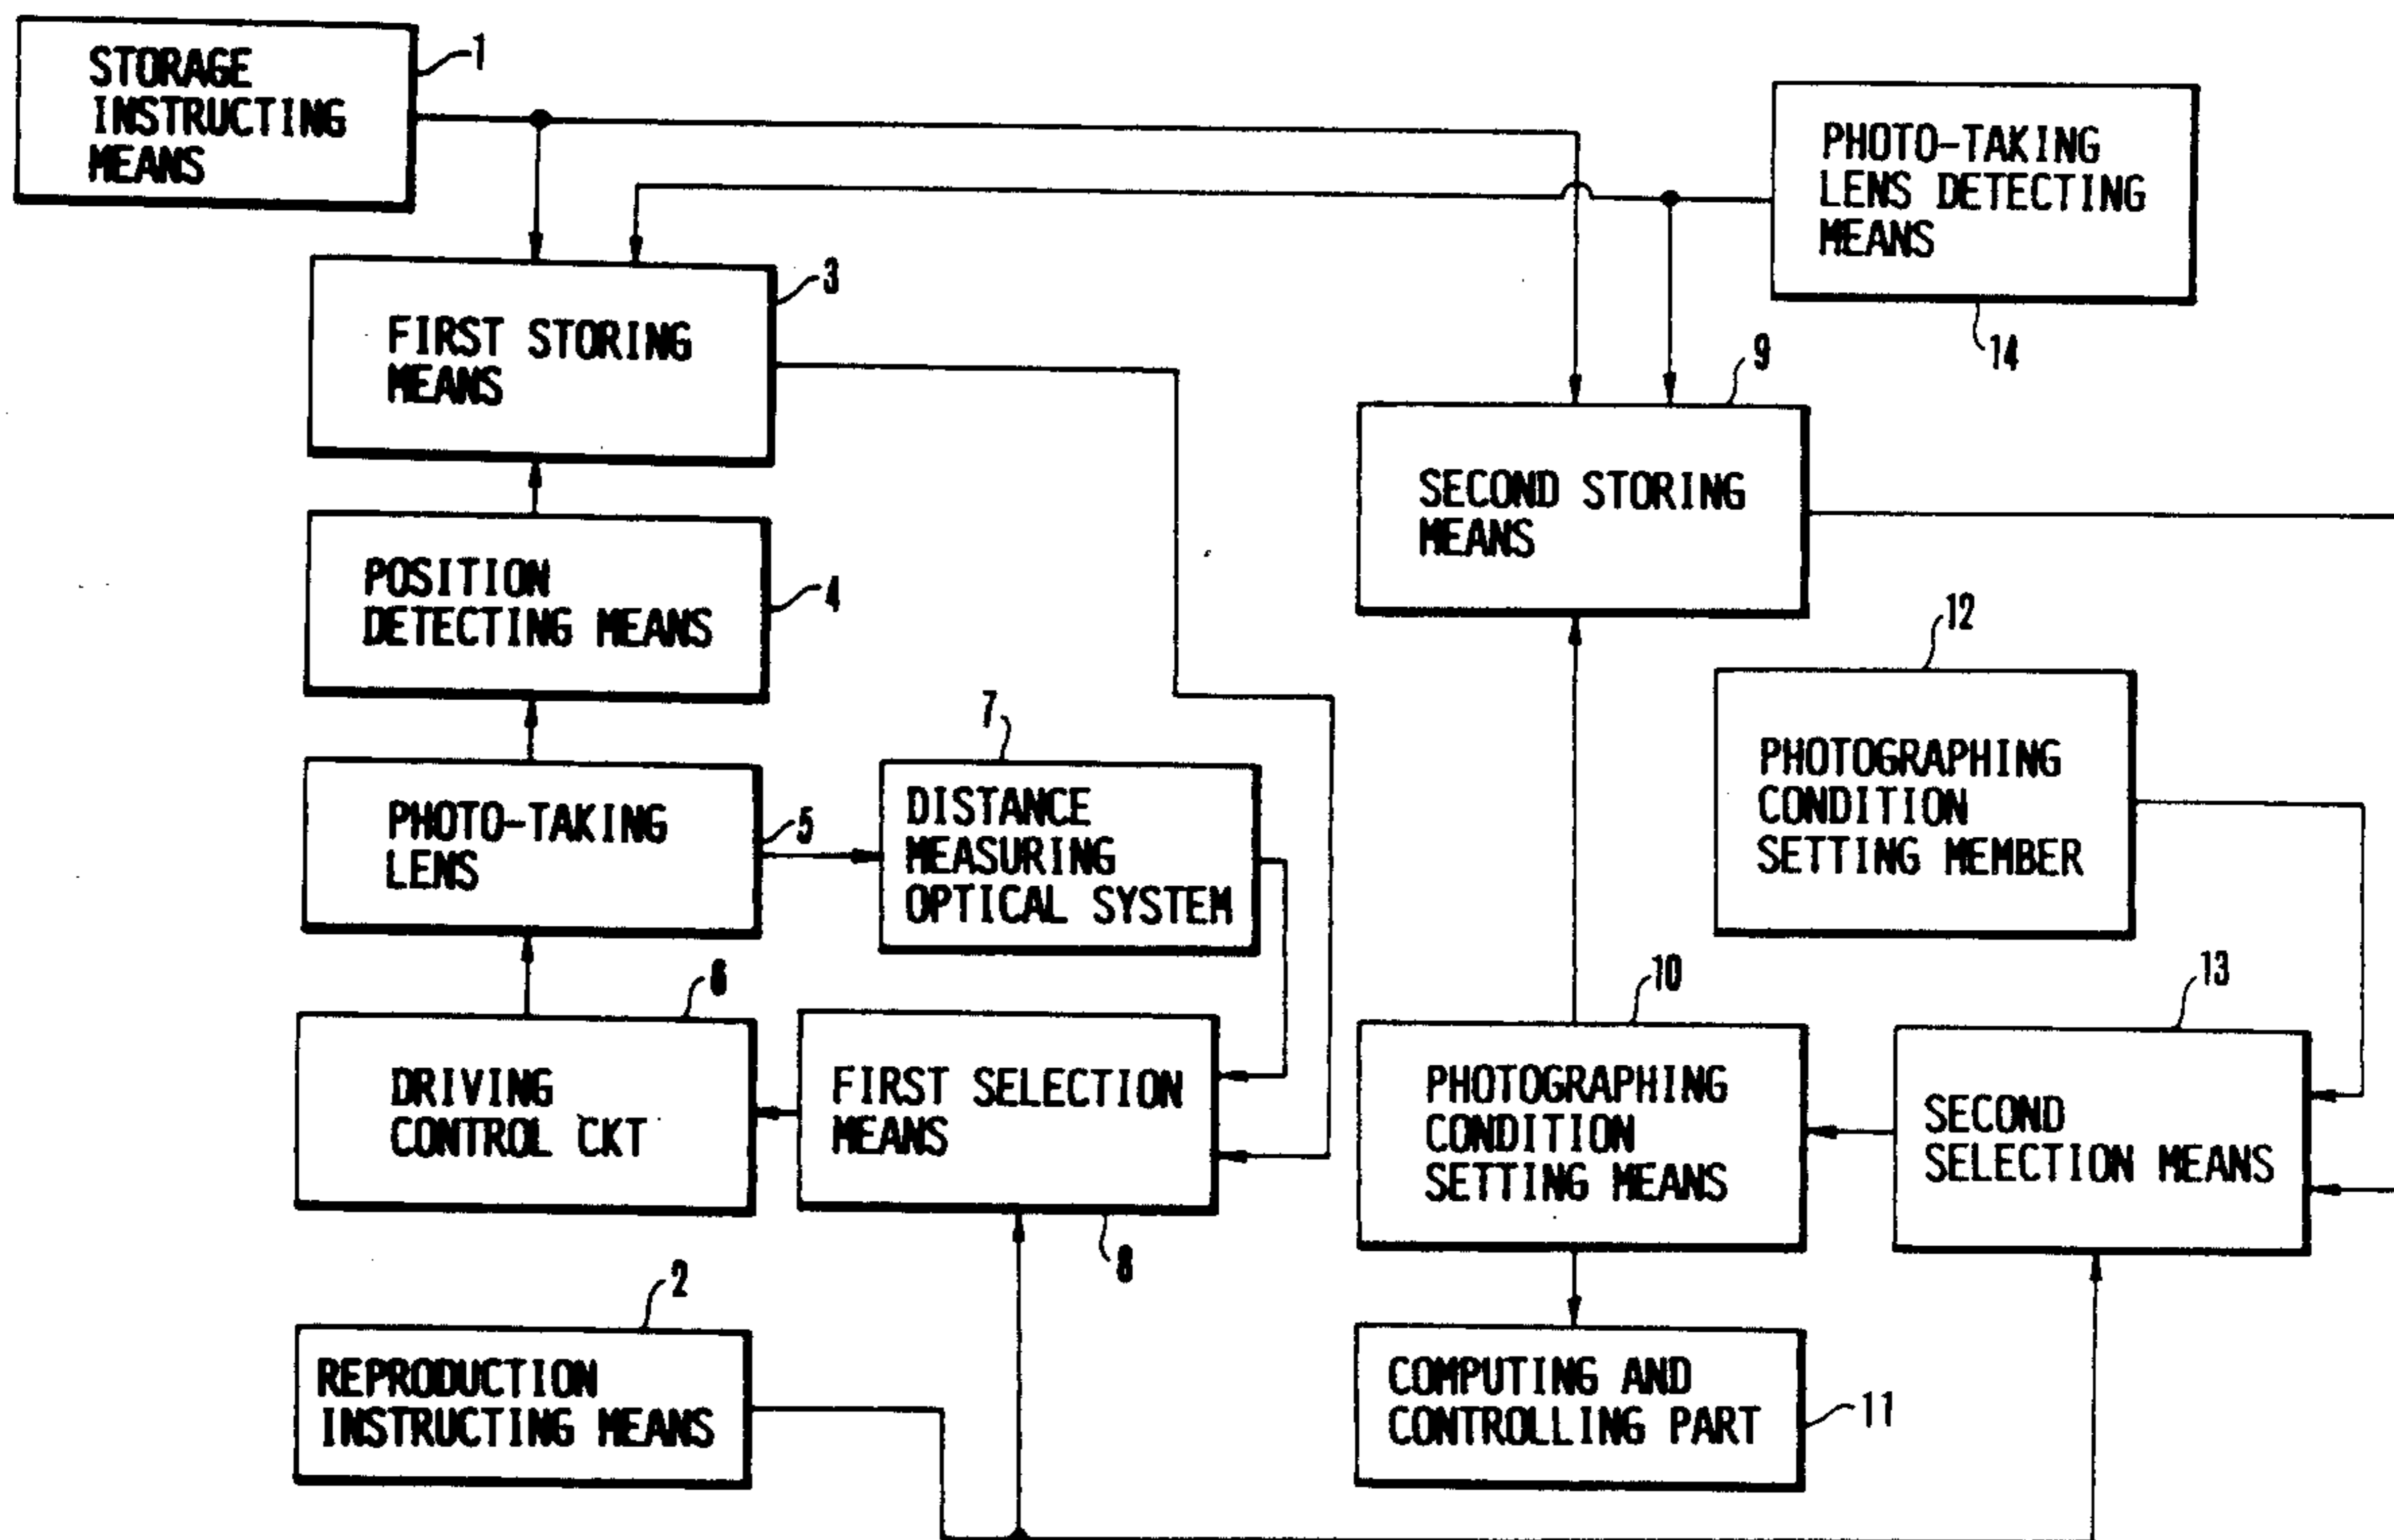 STORAGE
INSTRUCTING
MEANS
1
PHOTO-TAKING
LENS DETECTING
MEANS
14
FIRST STORING
MEANS
3
SECOND STORING
MEANS
9
POSITION
DETECTING MEANS
4
12
PHOTOGRAPHING
CONDITION
SETTING MEMBER
PHOTO-TAKING
LENS
5
7
DISTANCE
MEASURING
OPTICAL SYSTEM
6
DRIVING
CONTROL CKT
FIRST SELECTION
MEANS
8
10
PHOTOGRAPHING
CONDITION
SETTING MEANS
13
SECOND
SELECTION MEANS
2
REPRODUCTION
INSTRUCTING MEANS
COMPUTING AND
CONTROLLING PART
11